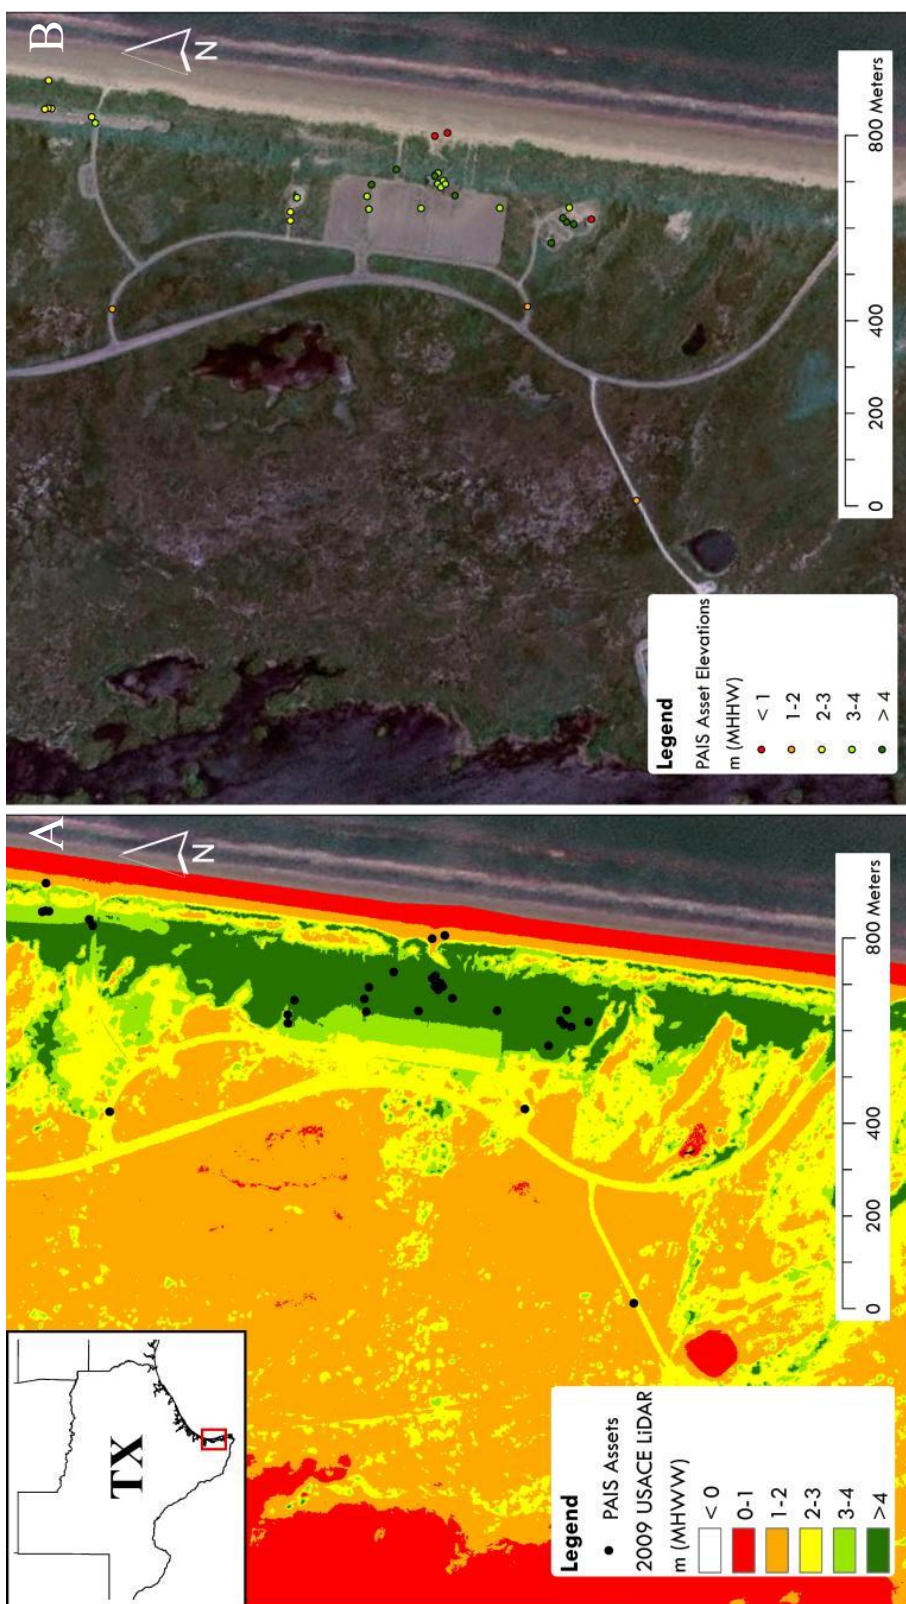 A
N
TX
Legend
PAIS Assets
2009 USACE LiDAR
m (MHWW)
< 0
0-1
1-2
2-3
3-4
>4
0 200 400 800 Meters
B
N
Legend
PAIS Asset Elevations
m (MHHW)
< 1
1-2
2-3
3-4
> 4
0 200 400 800 Meters